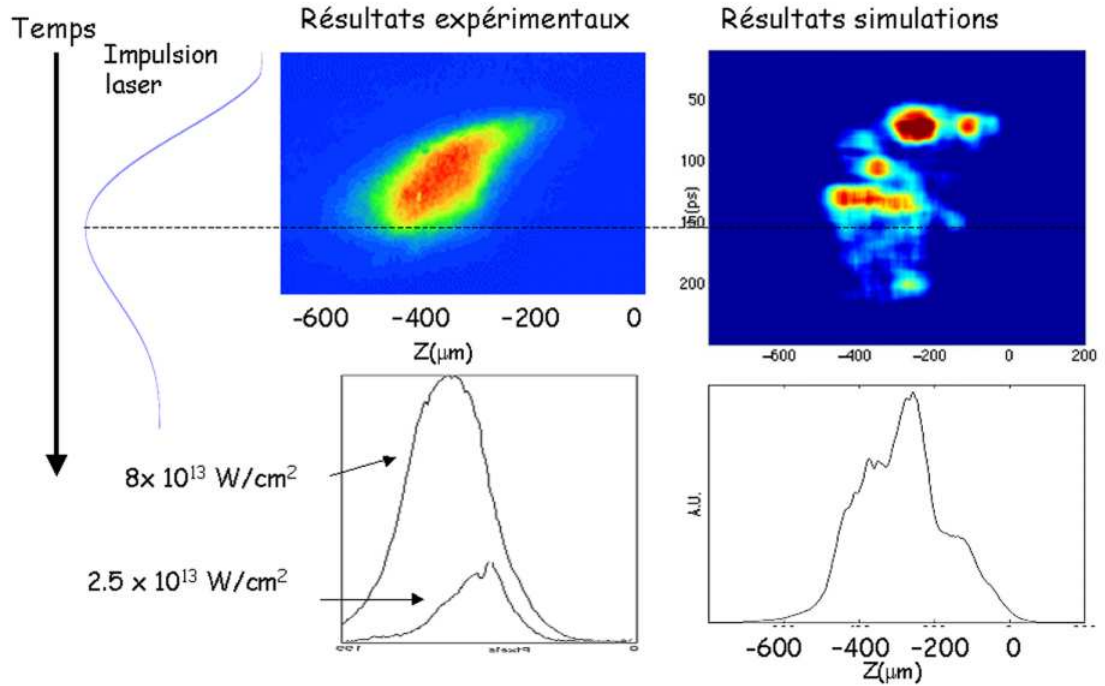 Temps
Résultats expérimentaux
Résultats simulations
Impulsion
laser
50
100
(ps)
150
200
-600 -400 -200 0
Z(μm)
-600 -400 -200 0 200
8x 10¹³ W/cm²
2.5 x 10¹³ W/cm²
A.U.
0
-600 -400 -200 0
Z(μm)